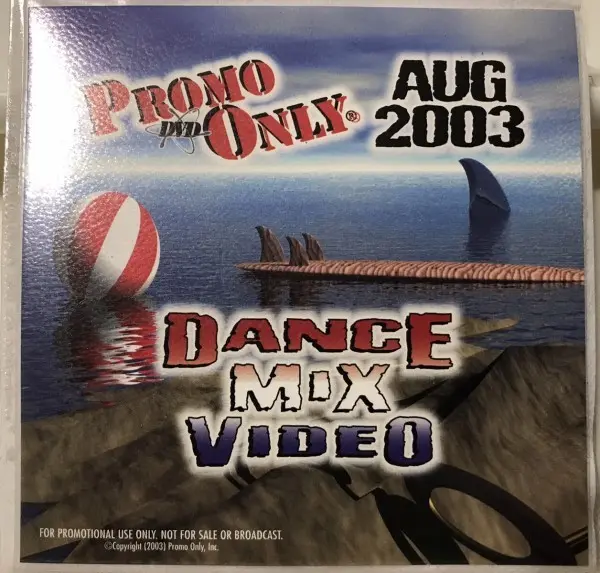 PROMO
DVD ONLY®
AUG
2003
DANCE
MIX
VIDEO
FOR PROMOTIONAL USE ONLY. NOT FOR SALE OR BROADCAST.
©Copyright (2003) Promo Only, Inc.